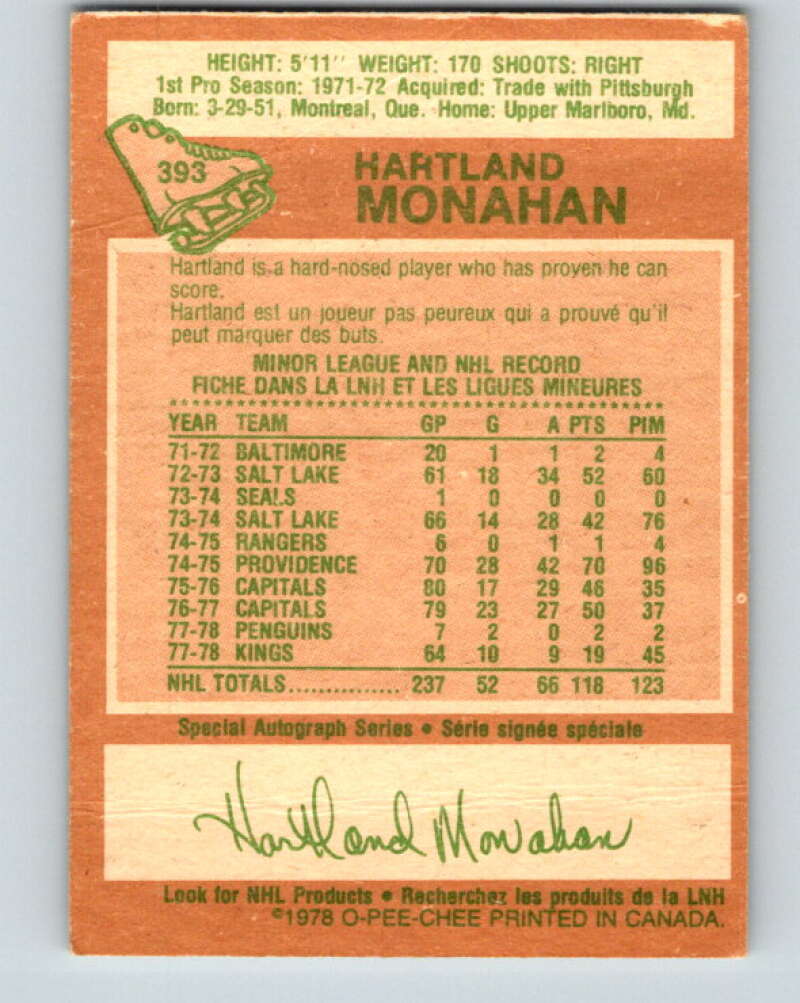 HEIGHT: 5'11" WEIGHT: 170 SHOOTS: RIGHT
1st Pro Season: 1971-72 Acquired: Trade with Pittsburgh
Born: 3-29-51, Montreal, Que. Home: Upper Marlboro, Md.
393
HARTLAND
MONAHAN
Hartland is a hard-nosed player who has proven he can
score.
Hartland est un joueur pas peureux qui a prouvé qu'il
peut marquer des buts.
MINOR LEAGUE AND NHL RECORD
FICHE DANS LA LNH ET LES LIGUES MINEURES
YEAR TEAM GP G A PTS PIM
71-72 BALTIMORE 20 1 1 2 4
72-73 SALT LAKE 61 18 34 52 60
73-74 SEALS 1 0 0 0 0
73-74 SALT LAKE 66 14 28 42 76
74-75 RANGERS 6 0 1 1 4
74-75 PROVIDENCE 70 28 42 70 96
75-76 CAPITALS 80 17 29 46 35
76-77 CAPITALS 79 23 27 50 37
77-78 PENGUINS 7 2 0 2 2
77-78 KINGS 64 10 9 19 45
NHL TOTALS............... 237 52 66 118 123
Special Autograph Series • Série signée spéciale
Hartland Monahan
Look for NHL Products • Recherchez les produits de la LNH
©1978 O-PEE-CHEE PRINTED IN CANADA.